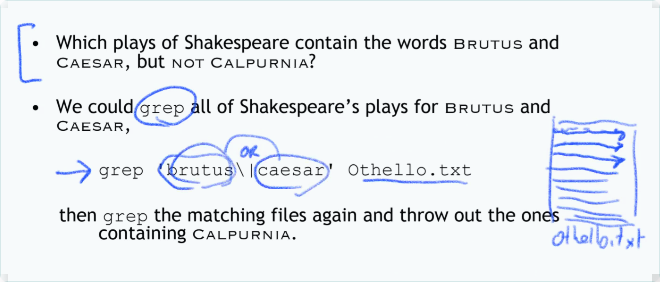 • Which plays of Shakespeare contain the words BRUTUS and
CAESAR, but NOT CALPURNIA?
• We could grep all of Shakespeare's plays for BRUTUS and
CAESAR,
OR
grep 'brutus\|caesar' Othello.txt
then grep the matching files again and throw out the ones
containing CALPURNIA.
othello.txt